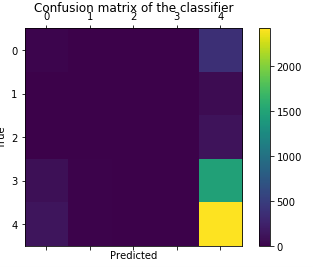 Confusion matrix of the classifier
0 1 2 3 4
0
1
2
3
4
True
Predicted
2000
1500
1000
500
0